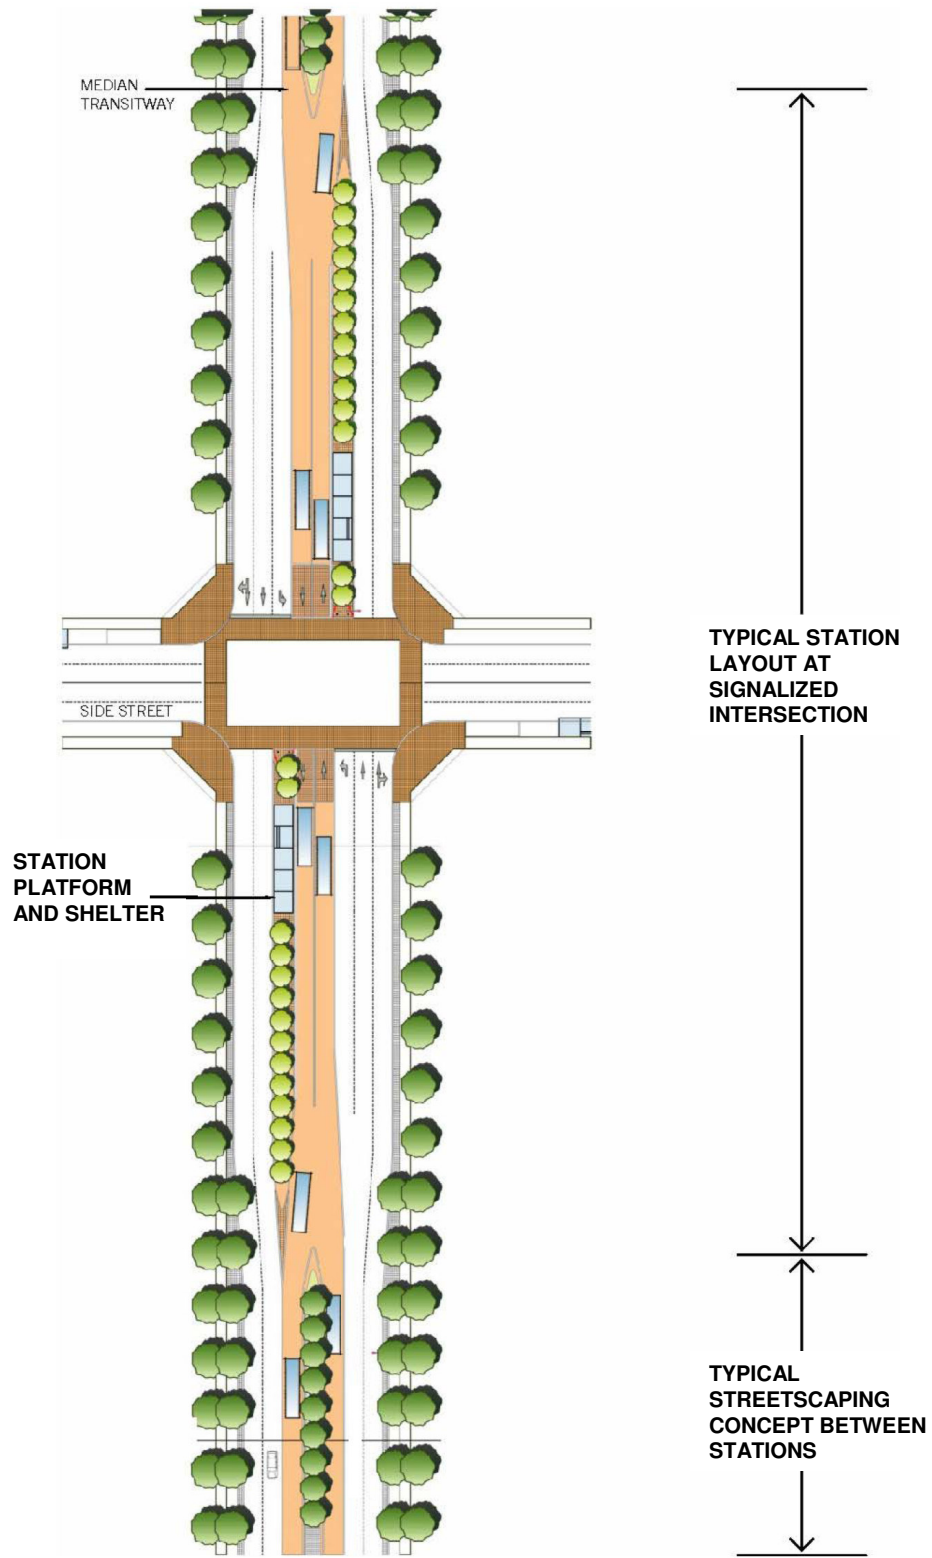 MEDIAN
TRANSITWAY
TYPICAL STATION
LAYOUT AT
SIGNALIZED
INTERSECTION
SIDE STREET
STATION
PLATFORM
AND SHELTER
TYPICAL
STREETSCAPING
CONCEPT BETWEEN
STATIONS